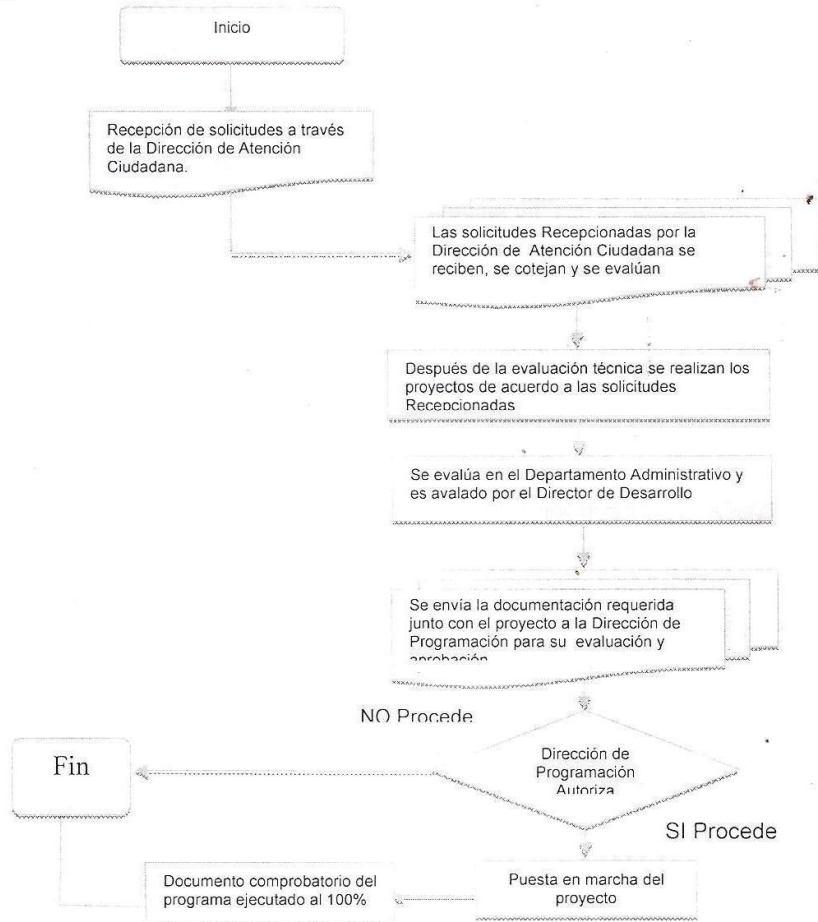 Inicio
Recepción de solicitudes a través
de la Dirección de Atención
Ciudadana.
Las solicitudes Recepcionadas por la
Dirección de Atención Ciudadana se
reciben, se cotejan y se evalúan
Después de la evaluación técnica se realizan los
proyectos de acuerdo a las solicitudes
Recepcionadas
Se evalúa en el Departamento Administrativo y
es avalado por el Director de Desarrollo
Se envía la documentación requerida
junto con el proyecto a la Dirección de
Programación para su evaluación y
aprobación
NO Procede
Dirección de
Programación
Autoriza
Fin
SI Procede
Puesta en marcha del
proyecto
Documento comprobatorio del
programa ejecutado al 100%